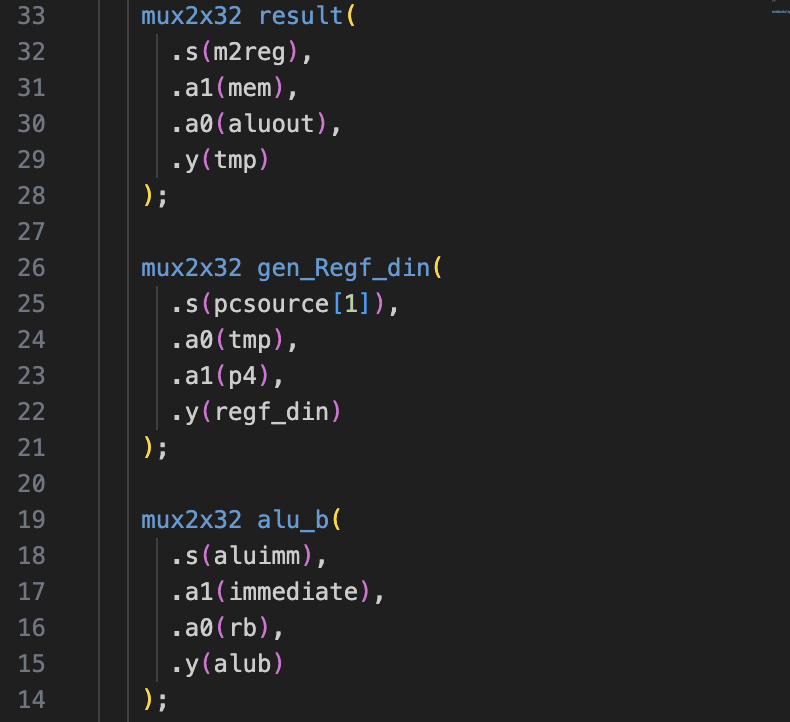 33 mux2x32 result(
32 .s(m2reg),
31 .a1(mem),
30 .a0(aluout),
29 .y(tmp)
28 );
27
26 mux2x32 gen_Regf_din(
25 .s(pcsource[1]),
24 .a0(tmp),
23 .a1(p4),
22 .y(regf_din)
21 );
20
19 mux2x32 alu_b(
18 .s(aluimm),
17 .a1(immediate),
16 .a0(rb),
15 .y(alub)
14 );